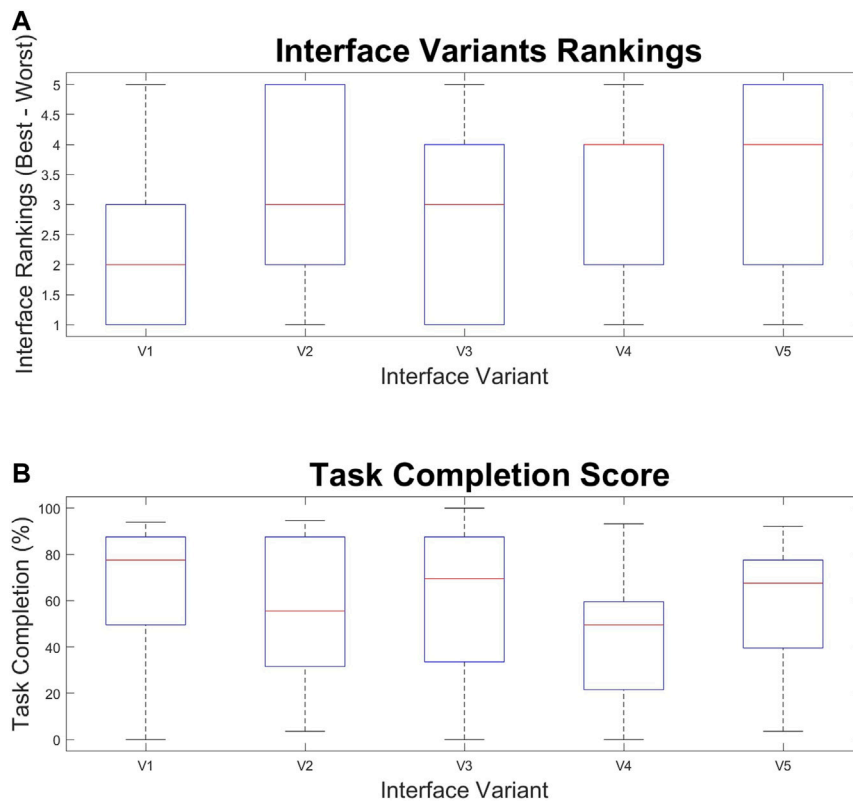 A
Interface Variants Rankings
Interface Rankings (Best - Worst)
5
4.5
4
3.5
3
2.5
2
1.5
1
V1 V2 V3 V4 V5
Interface Variant
B
Task Completion Score
Task Completion (%)
100
80
60
40
20
0
V1 V2 V3 V4 V5
Interface Variant